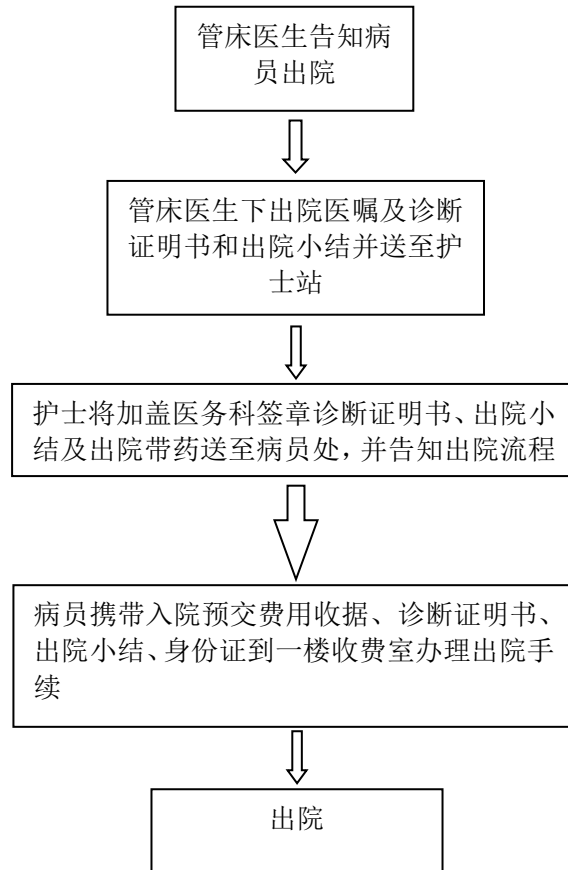 管床医生告知病
员出院
管床医生下出院医嘱及诊断
证明书和出院小结并送至护
士站
护士将加盖医务科签章诊断证明书、出院小
结及出院带药送至病员处,并告知出院流程
病员携带入院预交费用收据、诊断证明书、
出院小结、身份证到一楼收费室办理出院手
续
出院